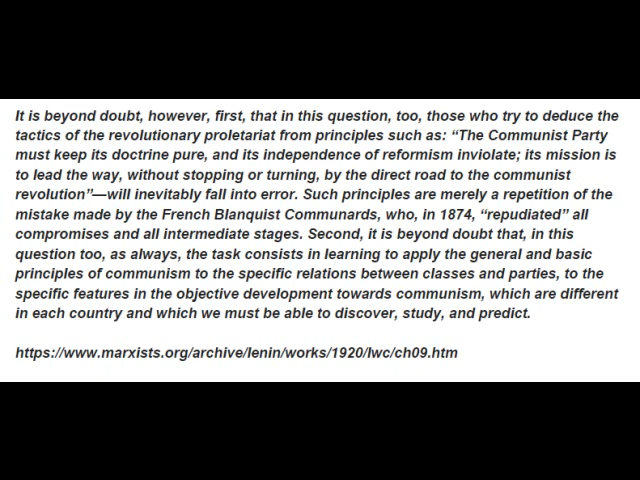 It is beyond doubt, however, first, that in this question, too, those who try to deduce the
tactics of the revolutionary proletariat from principles such as: “The Communist Party
must keep its doctrine pure, and its independence of reformism inviolate; its mission is
to lead the way, without stopping or turning, by the direct road to the communist
revolution”—will inevitably fall into error. Such principles are merely a repetition of the
mistake made by the French Blanquist Communards, who, in 1874, “repudiated” all
compromises and all intermediate stages. Second, it is beyond doubt that, in this
question too, as always, the task consists in learning to apply the general and basic
principles of communism to the specific relations between classes and parties, to the
specific features in the objective development towards communism, which are different
in each country and which we must be able to discover, study, and predict.
https://www.marxists.org/archive/lenin/works/1920/lwc/ch09.htm